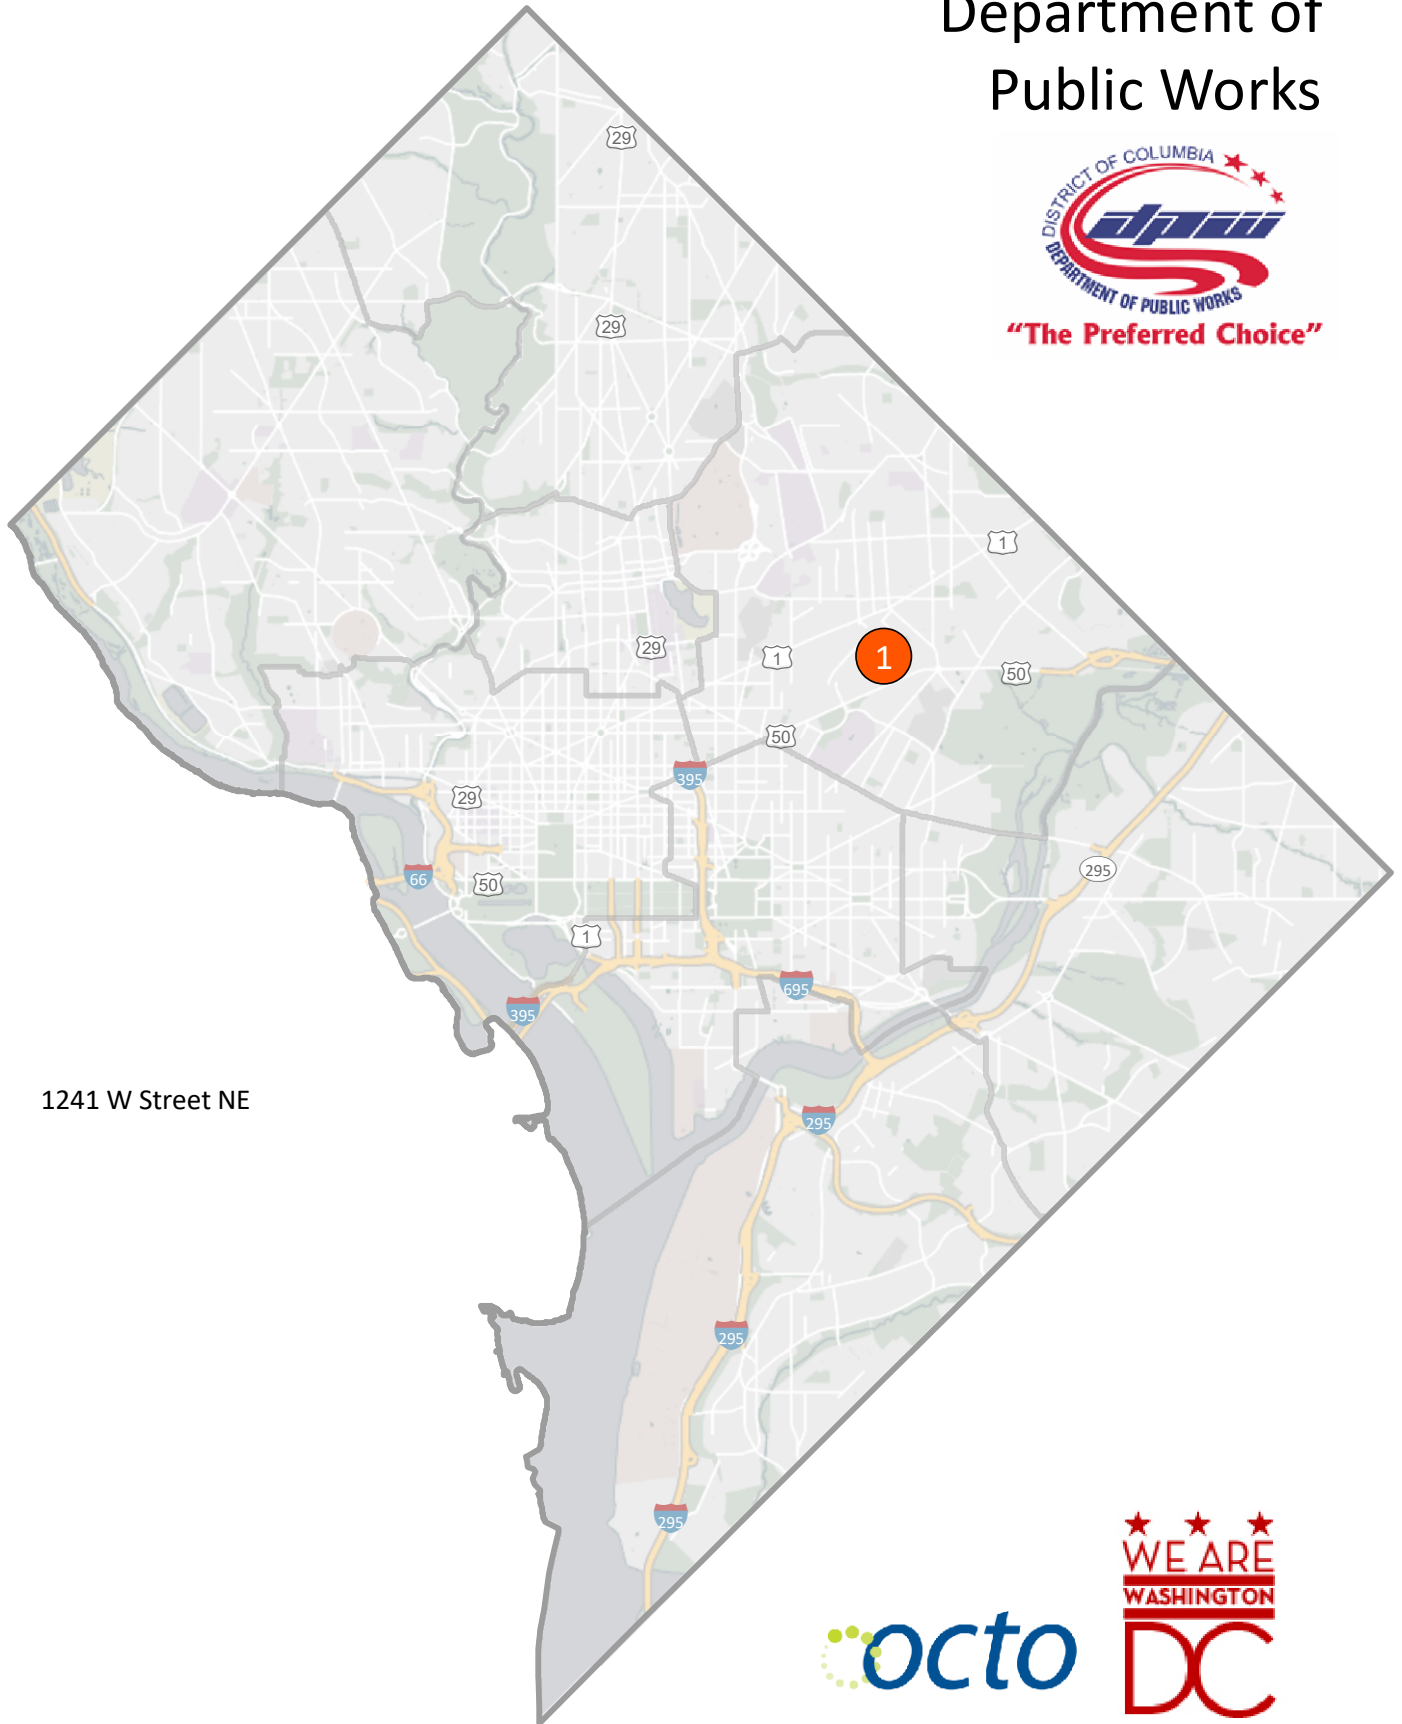 Department of
Public Works
DISTRICT OF COLUMBIA
dpw
DEPARTMENT OF PUBLIC WORKS
“The Preferred Choice”
29
29
1
29
1
1
50
50
395
29
295
66
50
1
695
395
1241 W Street NE
295
295
295
WE ARE
WASHINGTON
DC
octo